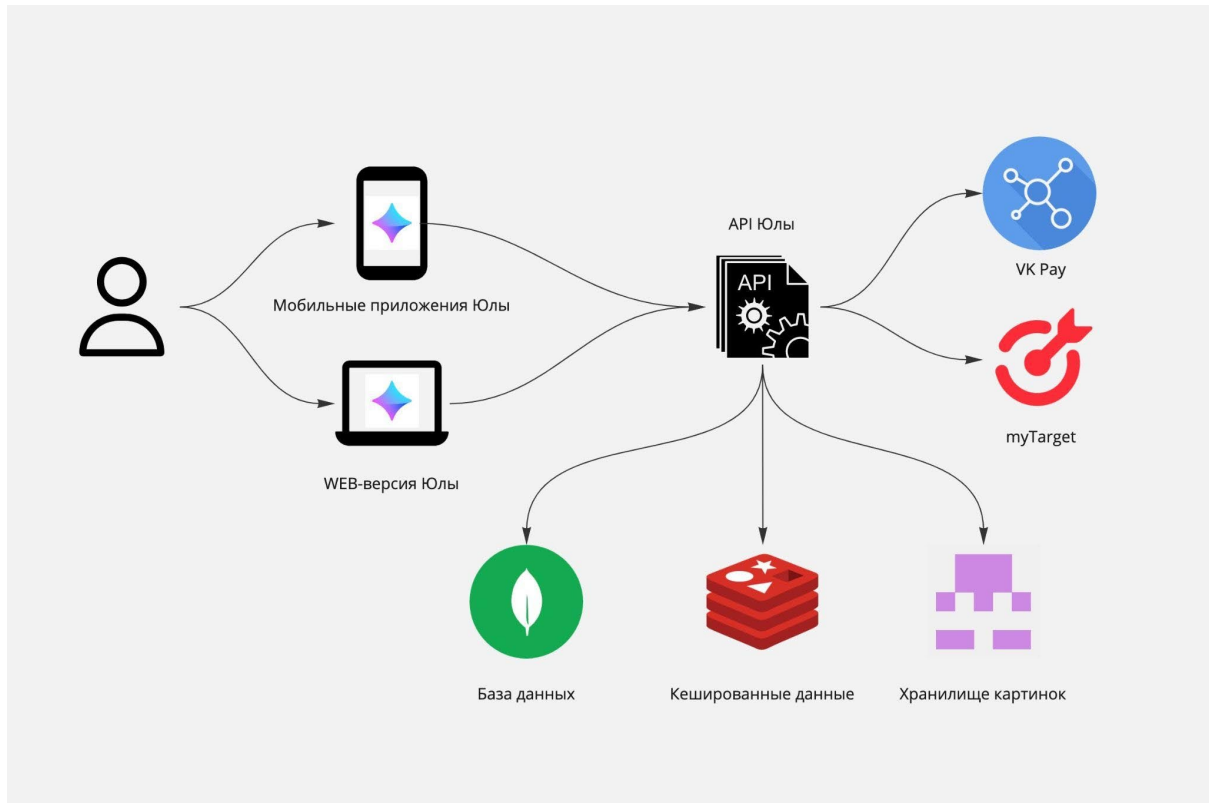 API Юлы
API
VK Pay
Мобильные приложения Юлы
myTarget
WEB-версия Юлы
База данных
Кешированные данные
Хранилище картинок